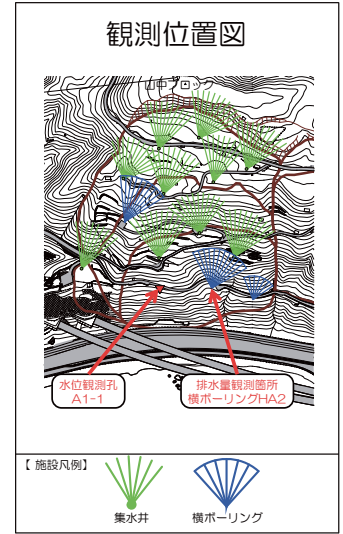 観測位置図
水位観測孔
A1-1
排水量観測箇所
横ボーリングHA2
【 施設凡例】
集水井
横ボーリング